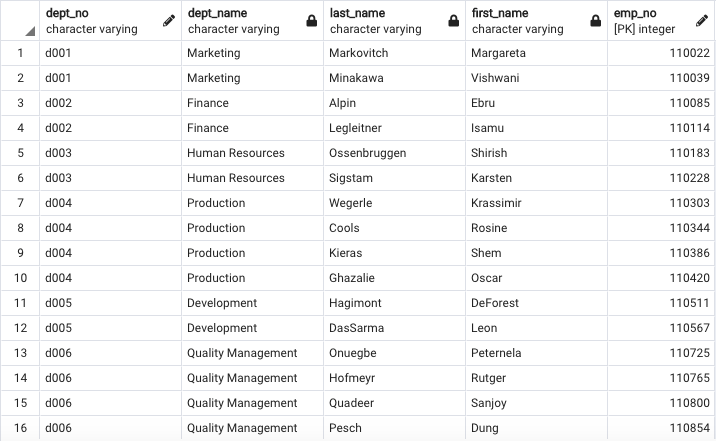 dept_no dept_name last_name first_name emp_no
character varying character varying character varying character varying [PK] integer
1 d001 Marketing Markovitch Margareta 110022
2 d001 Marketing Minakawa Vishwani 110039
3 d002 Finance Alpin Ebru 110085
4 d002 Finance Legleitner Isamu 110114
5 d003 Human Resources Ossenbruggen Shirish 110183
6 d003 Human Resources Sigstam Karsten 110228
7 d004 Production Wegerle Krassimir 110303
8 d004 Production Cools Rosine 110344
9 d004 Production Kieras Shem 110386
10 d004 Production Ghazalie Oscar 110420
11 d005 Development Hagimont DeForest 110511
12 d005 Development DasSarma Leon 110567
13 d006 Quality Management Onuegbe Peternela 110725
14 d006 Quality Management Hofmeyr Rutger 110765
15 d006 Quality Management Quadeer Sanjoy 110800
16 d006 Quality Management Pesch Dung 110854